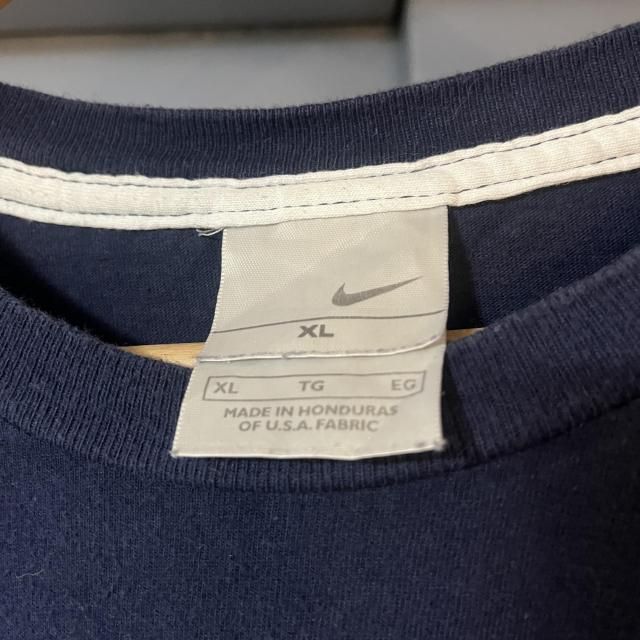 XL
XL TG EG
MADE IN HONDURAS
OF U.S.A. FABRIC